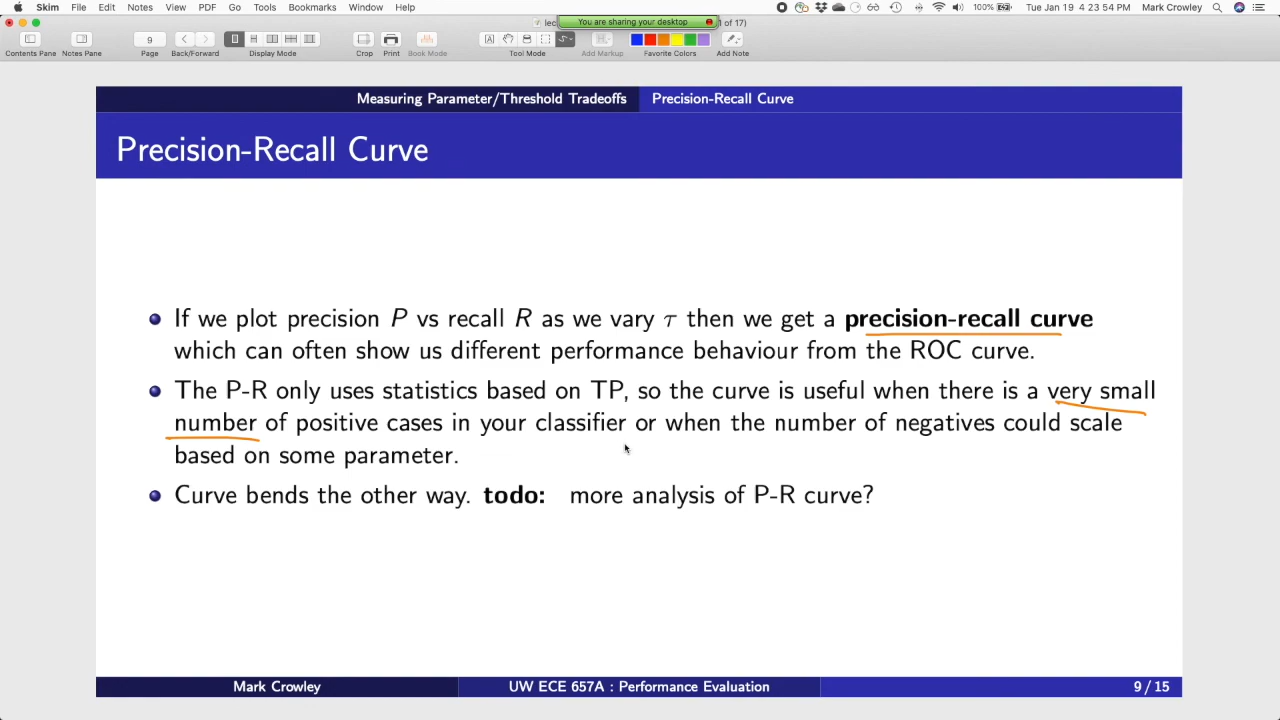 Skim File Edit Notes View PDF Go Tools Bookmarks Window Help 100% Tue Jan 19 4 23 54 PM Mark Crowley
lec You are sharing your desktop 1 of 17)
9
Contents Pane Notes Pane Page Back/Forward Display Mode Crop Print Book Mode Tool Mode Add Markup Favorite Colors Add Note
Measuring Parameter/Threshold Tradeoffs Precision-Recall Curve
Precision-Recall Curve
If we plot precision P vs recall R as we vary τ then we get a precision-recall curve
which can often show us different performance behaviour from the ROC curve.
The P-R only uses statistics based on TP, so the curve is useful when there is a very small
number of positive cases in your classifier or when the number of negatives could scale
based on some parameter.
Curve bends the other way. todo: more analysis of P-R curve?
Mark Crowley UW ECE 657A : Performance Evaluation 9 / 15